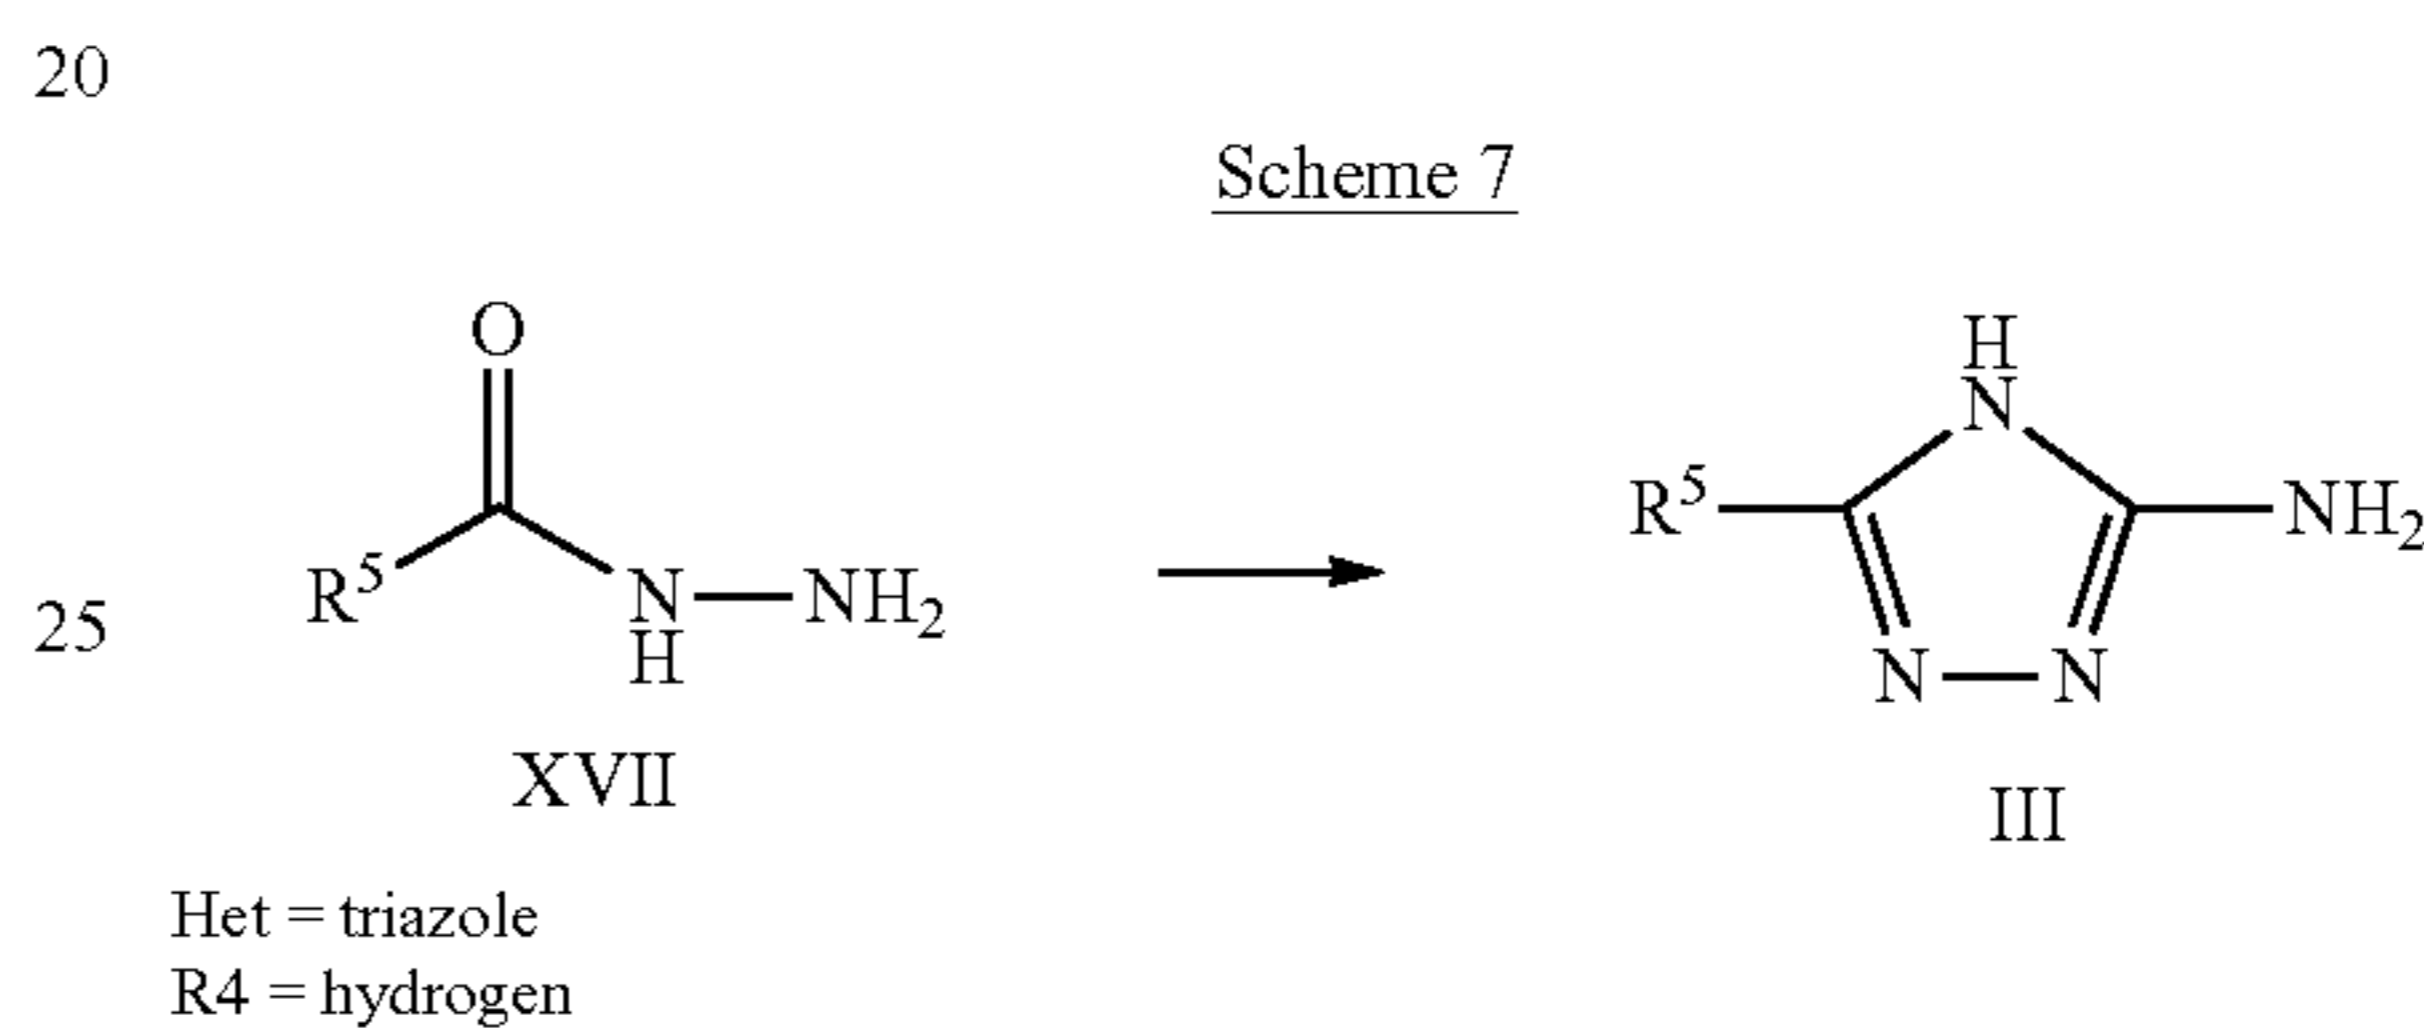 20
Scheme 7
O
R5
N
H
NH2
25
XVII
H
N
R5
NH2
N
N
III
Het = triazole
R4 = hydrogen